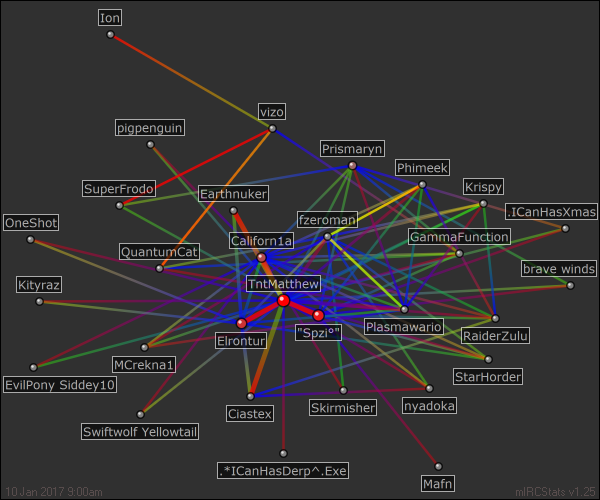 Ion
vizo
pigpenguin
Prismaryn
Phimeek
SuperFrodo
Earthnuker
Krispy
fzeroman
.ICanHasXmas
OneShot
Californ1a
GammaFunction
QuantumCat
brave winds
Kityraz
TntMatthew
Plasmawario
Elrontur
"Spzi°"
RaiderZulu
MCrekna1
StarHorder
EvilPony Siddey10
Ciastex
Skirmisher
nyadoka
Swiftwolf Yellowtail
.*ICanHasDerp^.Exe
Mafn
10 Jan 2017 9:00am
mIRCStats v1.25